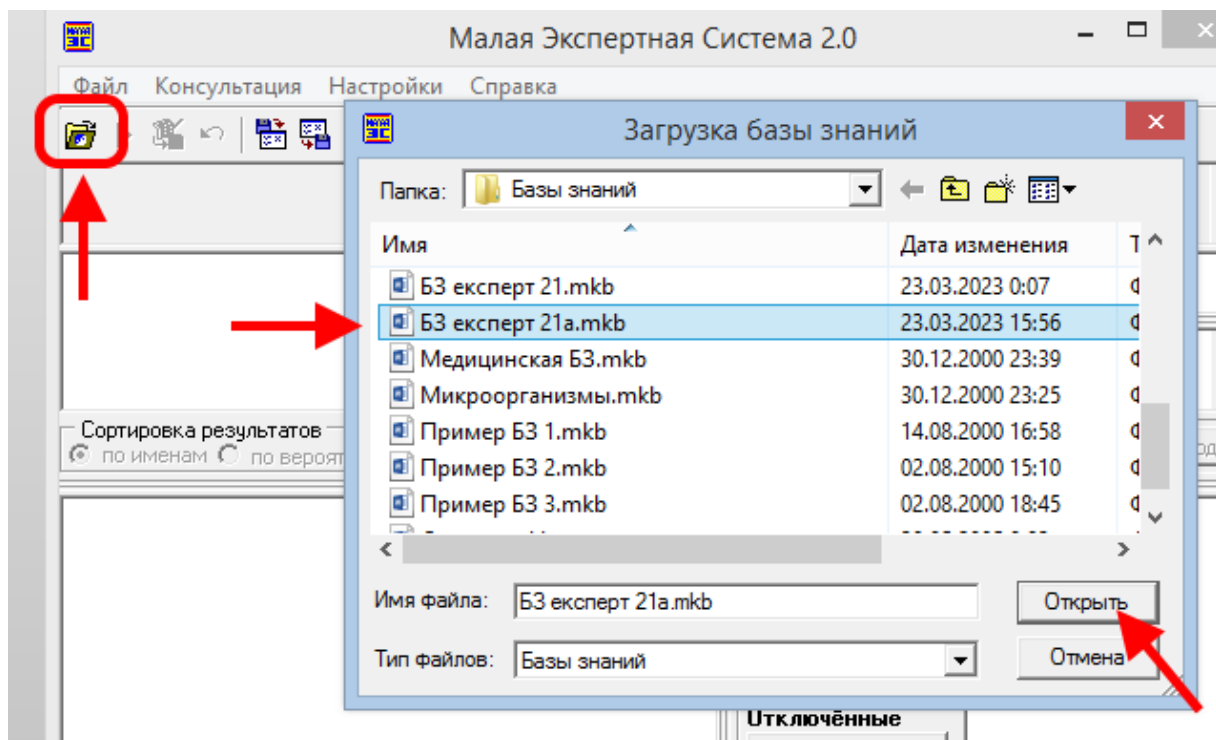 Малая Экспертная Система 2.0
Файл Консультация Настройки Справка
Загрузка базы знаний
Папка: Базы знаний
Имя Дата изменения Т
БЗ експерт 21.mkb 23.03.2023 0:07
БЗ експерт 21а.mkb 23.03.2023 15:56
Медицинская БЗ.mkb 30.12.2000 23:39
Микроорганизмы.mkb 30.12.2000 23:25
Пример БЗ 1.mkb 14.08.2000 16:58
Пример БЗ 2.mkb 02.08.2000 15:10
Пример БЗ 3.mkb 02.08.2000 18:45
Сортировка результатов
по именам по вероят
Имя файла: БЗ експерт 21а.mkb Открыть
Тип файлов: Базы знаний Отмена
Отключённые